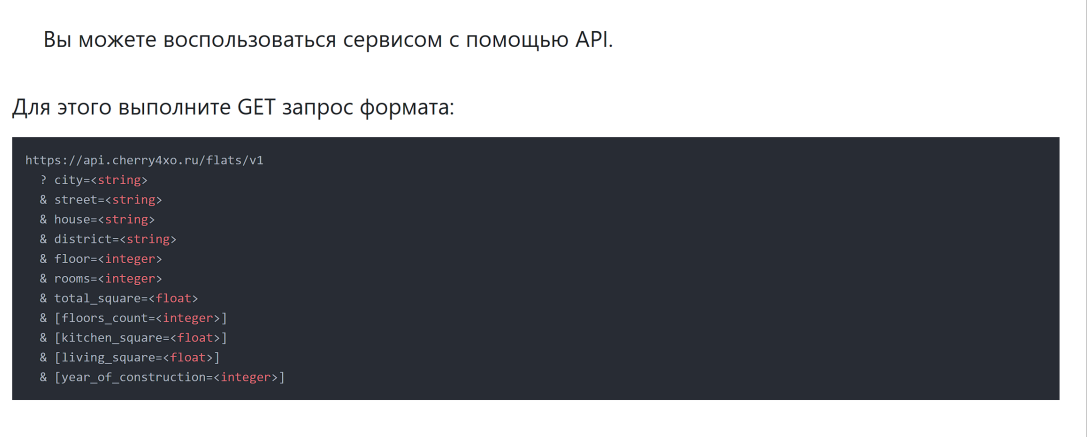 Вы можете воспользоваться сервисом с помощью API.
Для этого выполните GET запрос формата:
https://api.cherry4xo.ru/flats/v1
? city=<string>
& street=<string>
& house=<string>
& district=<string>
& floor=<integer>
& rooms=<integer>
& total_square=<float>
& [floors_count=<integer>]
& [kitchen_square=<float>]
& [living_square=<float>]
& [year_of_construction=<integer>]